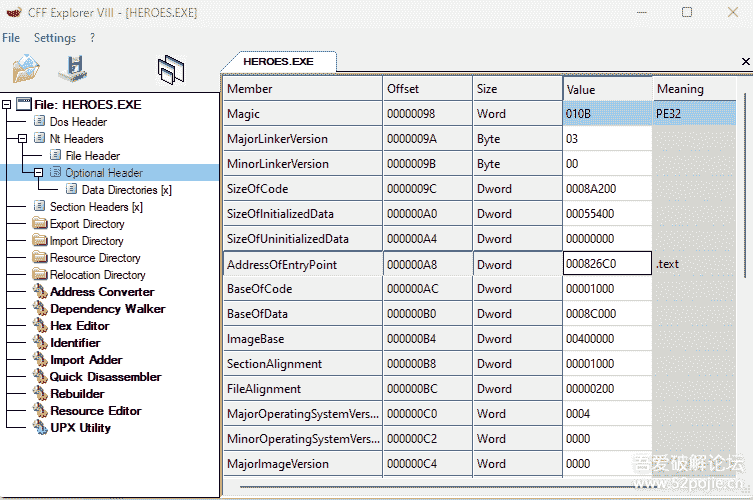 CFF Explorer VIII - [HEROES.EXE]
File Settings ?
HEROES.EXE
File: HEROES.EXE
Dos Header
Nt Headers
File Header
Optional Header
Data Directories [x]
Section Headers [x]
Export Directory
Import Directory
Resource Directory
Relocation Directory
Address Converter
Dependency Walker
Hex Editor
Identifier
Import Adder
Quick Disassembler
Rebuilder
Resource Editor
UPX Utility
Member Offset Size Value Meaning
Magic 00000098 Word 010B PE32
MajorLinkerVersion 0000009A Byte 03
MinorLinkerVersion 0000009B Byte 00
SizeOfCode 0000009C Dword 0008A200
SizeOfInitializedData 000000A0 Dword 00055400
SizeOfUninitializedData 000000A4 Dword 00000000
AddressOfEntryPoint 000000A8 Dword 000826C0 .text
BaseOfCode 000000AC Dword 00001000
BaseOfData 000000B0 Dword 0008C000
ImageBase 000000B4 Dword 00400000
SectionAlignment 000000B8 Dword 00001000
FileAlignment 000000BC Dword 00000200
MajorOperatingSystemVers... 000000C0 Word 0004
MinorOperatingSystemVers... 000000C2 Word 0000
MajorImageVersion 000000C4 Word 0000
吾爱破解论坛
www.52pojie.cn